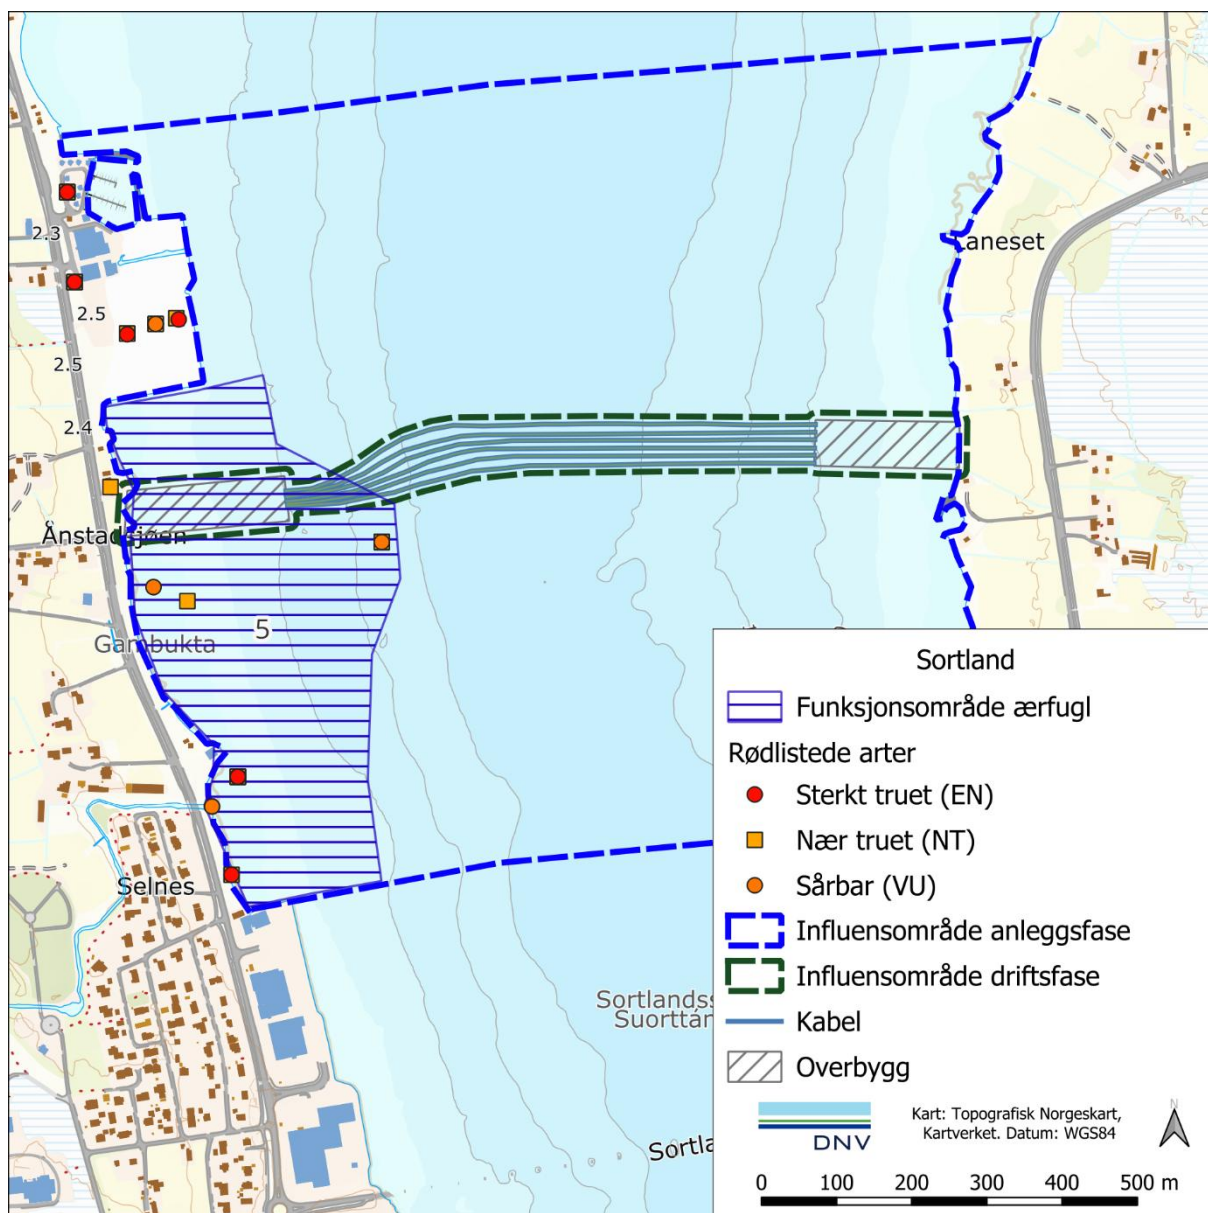 2.3
Kaneset
2.5
2.5
2.4
Ånstadsjøen
5
Gambukta
Selnes
Sortlandss
Suorttán
Sortla
Sortland
Funksjonsområde ærfugl
Rødlistede arter
Sterkt truet (EN)
Nær truet (NT)
Sårbar (VU)
Influensområde anleggsfase
Influensområde driftsfase
Kabel
Overbygg
DNV
Kart: Topografisk Norgeskart,
Kartverket. Datum: WGS84
N
0 100 200 300 400 500 m